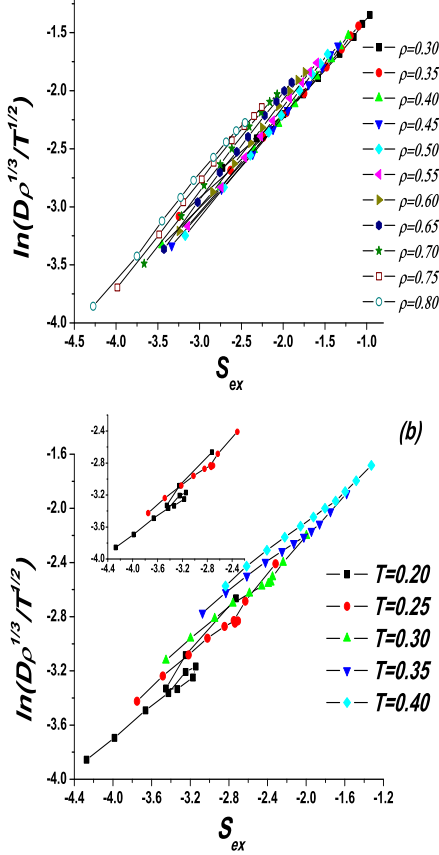 -1.5
-2.0
-2.5
-3.0
-3.5
-4.0
ln(Dρ^1/3/T^1/2)
-4.5 -4.0 -3.5 -3.0 -2.5 -2.0 -1.5 -1.0
S_ex
ρ=0.30
ρ=0.35
ρ=0.40
ρ=0.45
ρ=0.50
ρ=0.55
ρ=0.60
ρ=0.65
ρ=0.70
ρ=0.75
ρ=0.80
(b)
-2.4
-2.8
-3.2
-3.6
-4.0
-4.4 -4.0 -3.6 -3.2 -2.8 -2.4
-1.6
-2.0
-2.4
-2.8
-3.2
-3.6
-4.0
ln(Dρ^1/3/T^1/2)
T=0.20
T=0.25
T=0.30
T=0.35
T=0.40
-4.4 -4.0 -3.6 -3.2 -2.8 -2.4 -2.0 -1.6 -1.2
S_ex